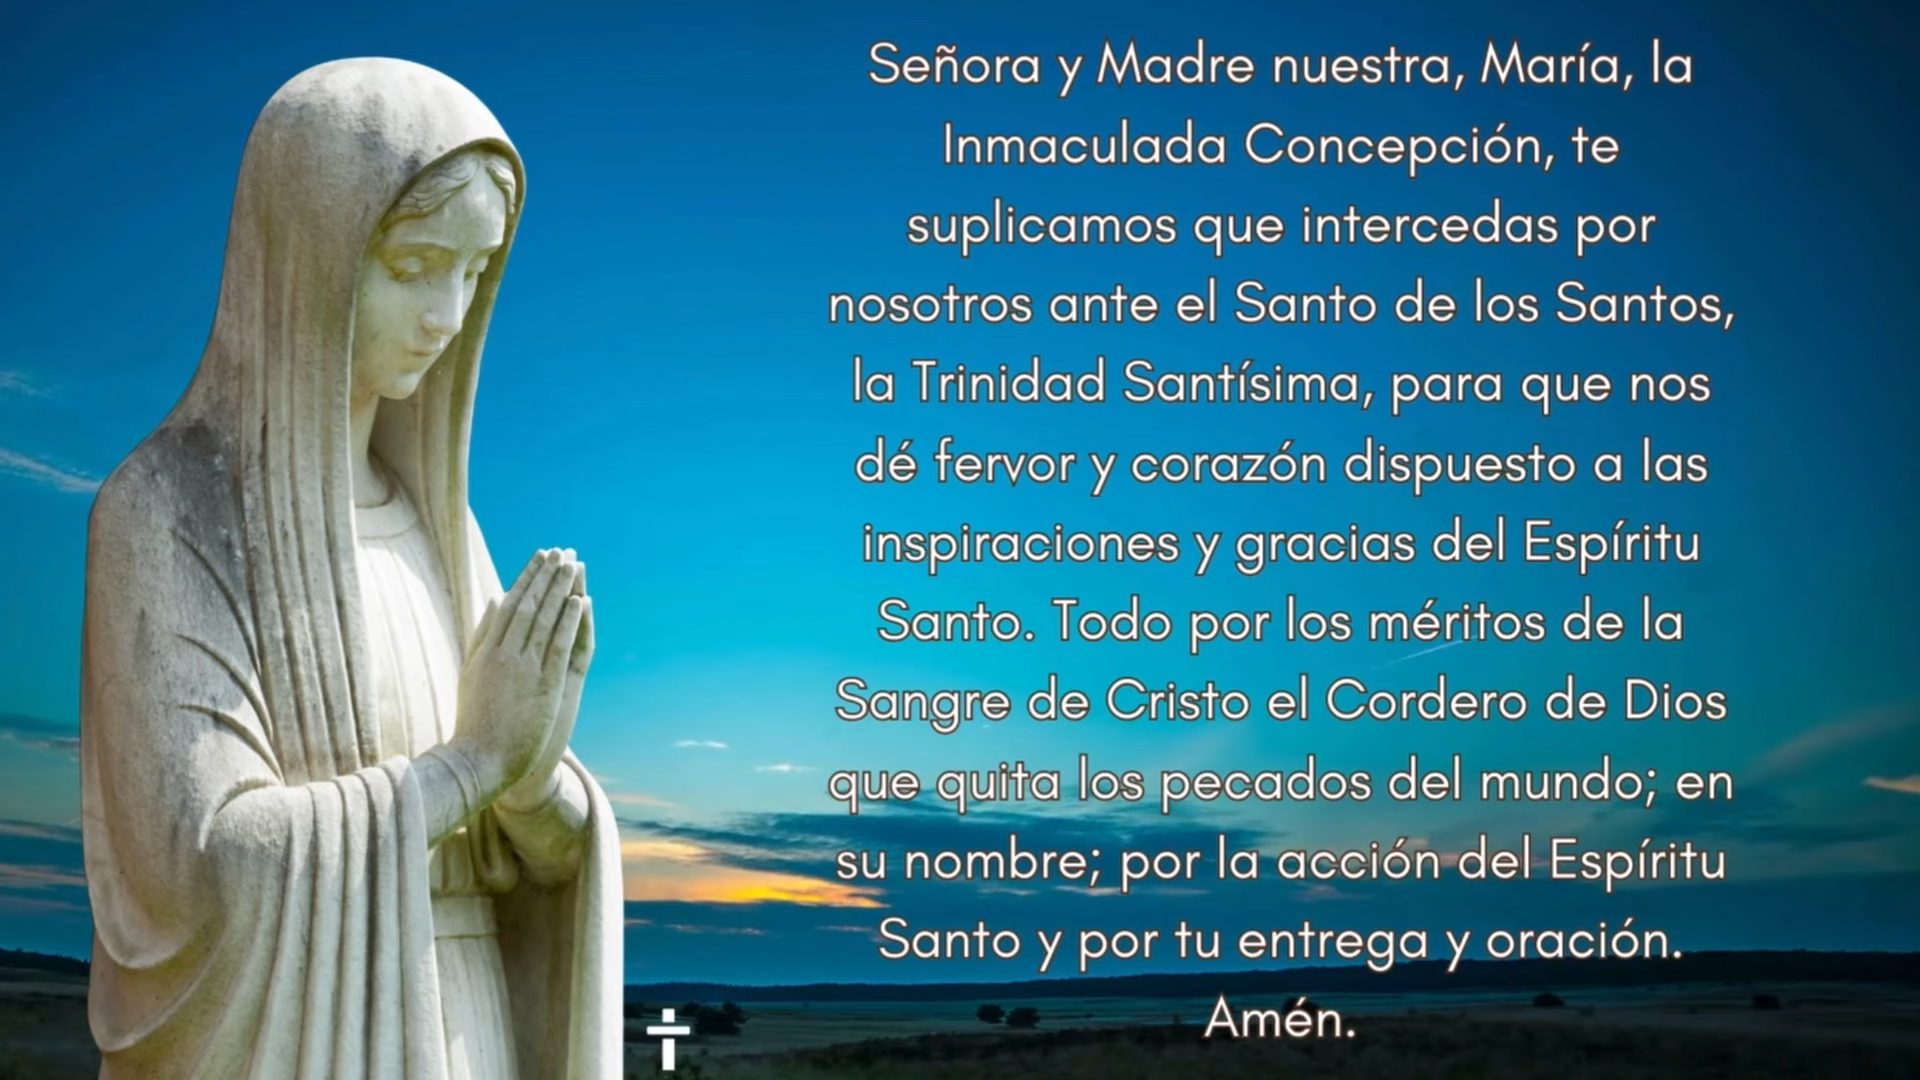 Señora y Madre nuestra, María, la
Inmaculada Concepción, te
suplicamos que intercedas por
nosotros ante el Santo de los Santos,
la Trinidad Santísima, para que nos
dé fervor y corazón dispuesto a las
inspiraciones y gracias del Espíritu
Santo. Todo por los méritos de la
Sangre de Cristo el Cordero de Dios
que quita los pecados del mundo; en
su nombre; por la acción del Espíritu
Santo y por tu entrega y oración.
Amén.